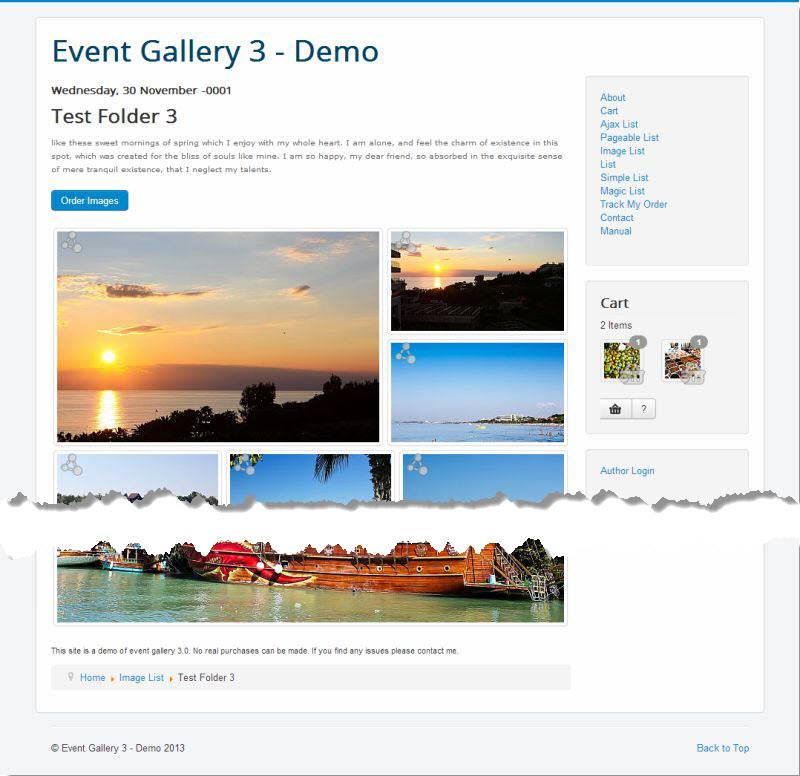 Event Gallery 3 - Demo
Wednesday, 30 November -0001
Test Folder 3
like these sweet mornings of spring which I enjoy with my whole heart. I am alone, and feel the charm of existence in this
spot, which was created for the bliss of souls like mine. I am so happy, my dear friend, so absorbed in the exquisite sense
of mere tranquil existence, that I neglect my talents.
Order Images
About
Cart
Ajax List
Pageable List
Image List
List
Simple List
Magic List
Track My Order
Contact
Manual
Cart
2 Items
1
1
?
Author Login
This site is a demo of event gallery 3.0. No real purchases can be made. If you find any issues please contact me.
Home Image List Test Folder 3
© Event Gallery 3 - Demo 2013
Back to Top